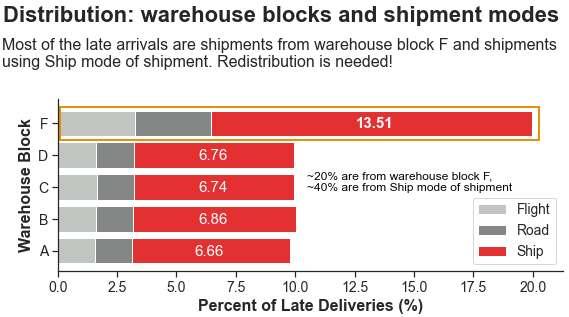 Distribution: warehouse blocks and shipment modes
Most of the late arrivals are shipments from warehouse block F and shipments
using Ship mode of shipment. Redistribution is needed!
Warehouse Block
F
13.51
D
6.76
C
6.74
~20% are from warehouse block F,
~40% are from Ship mode of shipment
B
6.86
A
6.66
Flight
Road
Ship
0.0 2.5 5.0 7.5 10.0 12.5 15.0 17.5 20.0
Percent of Late Deliveries (%)